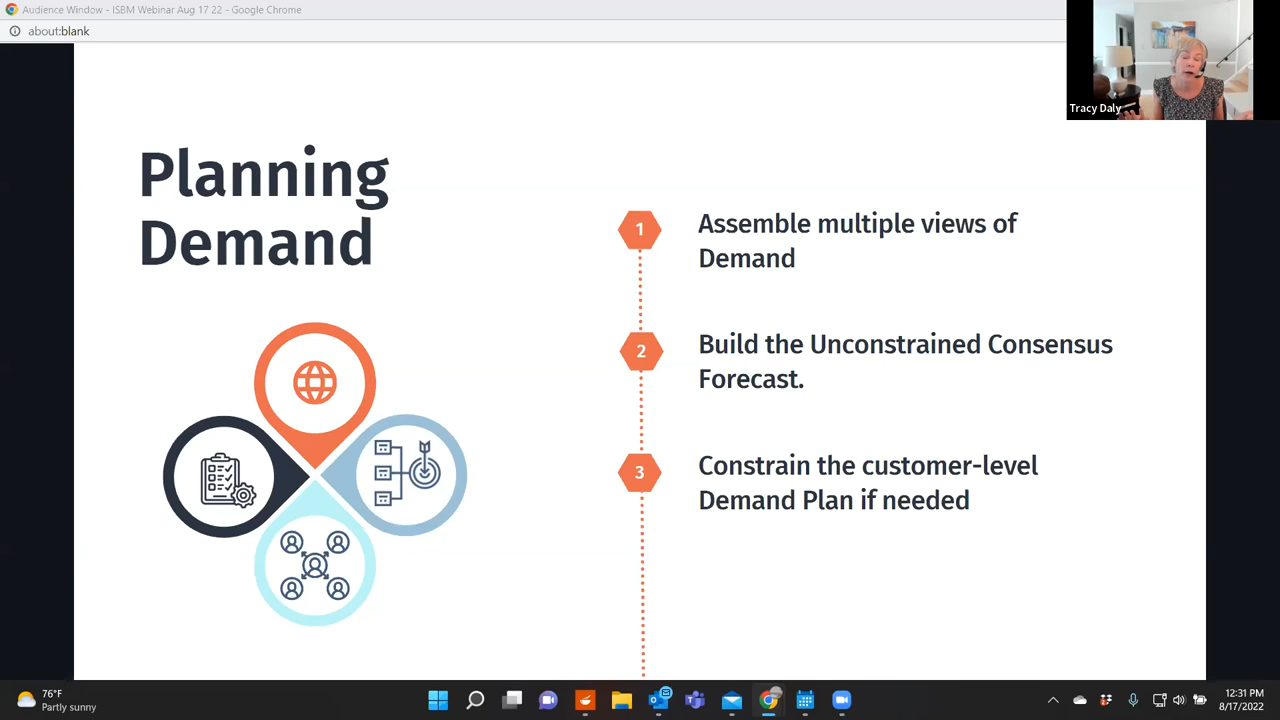 Audience Window - ISBM Webinar Aug 17 22 - Google Chrome
about:blank
Tracy Daly
Planning
Demand
1
Assemble multiple views of
Demand
2
Build the Unconstrained Consensus
Forecast.
3
Constrain the customer-level
Demand Plan if needed
76°F
Partly sunny
12:31 PM
8/17/2022